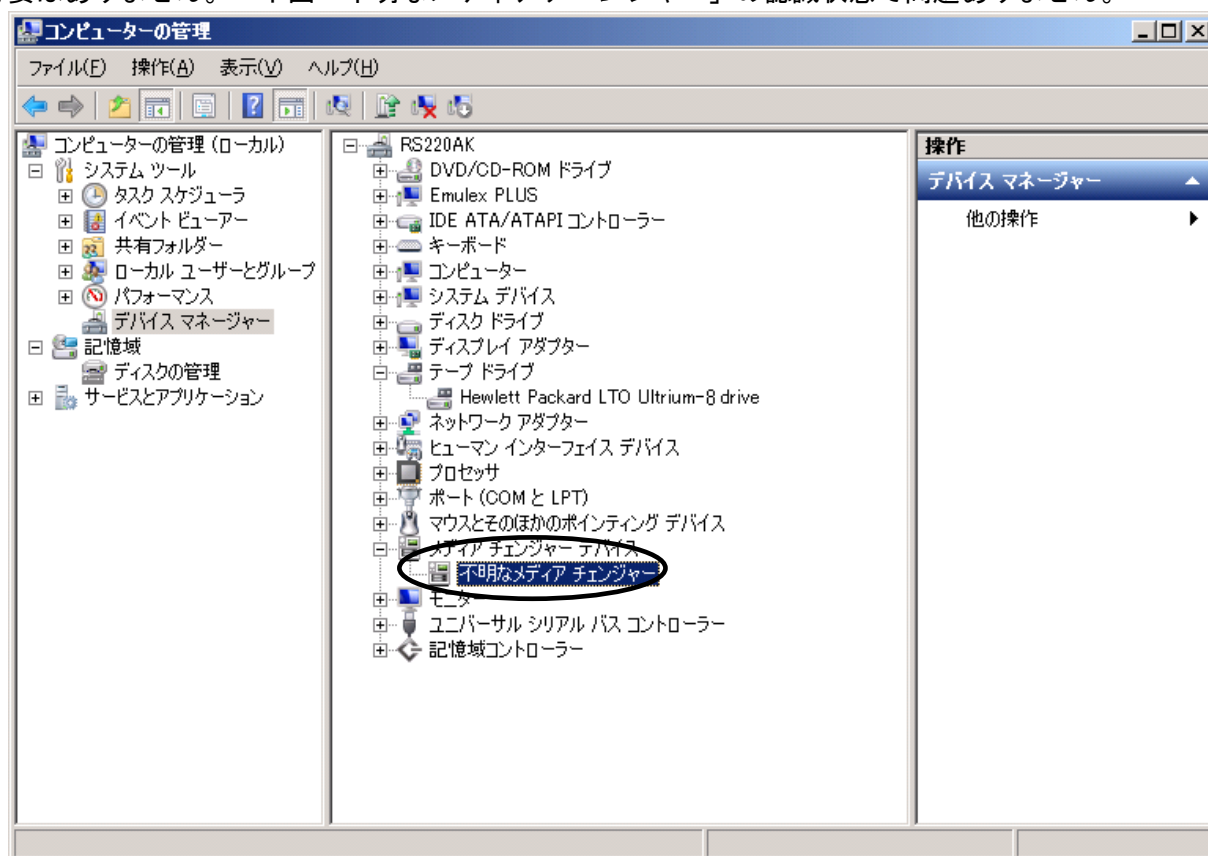 コンピューターの管理
ファイル(F) 操作(A) 表示(V) ヘルプ(H)
コンピューターの管理 (ローカル)
システム ツール
タスク スケジューラ
イベント ビューアー
共有フォルダー
ローカル ユーザーとグループ
パフォーマンス
デバイス マネージャー
記憶域
ディスクの管理
サービスとアプリケーション
RS220AK
DVD/CD-ROM ドライブ
Emulex PLUS
IDE ATA/ATAPI コントローラー
キーボード
コンピューター
システム デバイス
ディスク ドライブ
ディスプレイ アダプター
テープ ドライブ
Hewlett Packard LTO Ultrium-8 drive
ネットワーク アダプター
ヒューマン インターフェイス デバイス
プロセッサ
ポート (COM と LPT)
マウスとそのほかのポインティング デバイス
メディア チェンジャー デバイス
不明なメディア チェンジャー
モニター
ユニバーサル シリアル バス コントローラー
記憶域コントローラー
操作
デバイス マネージャー
他の操作